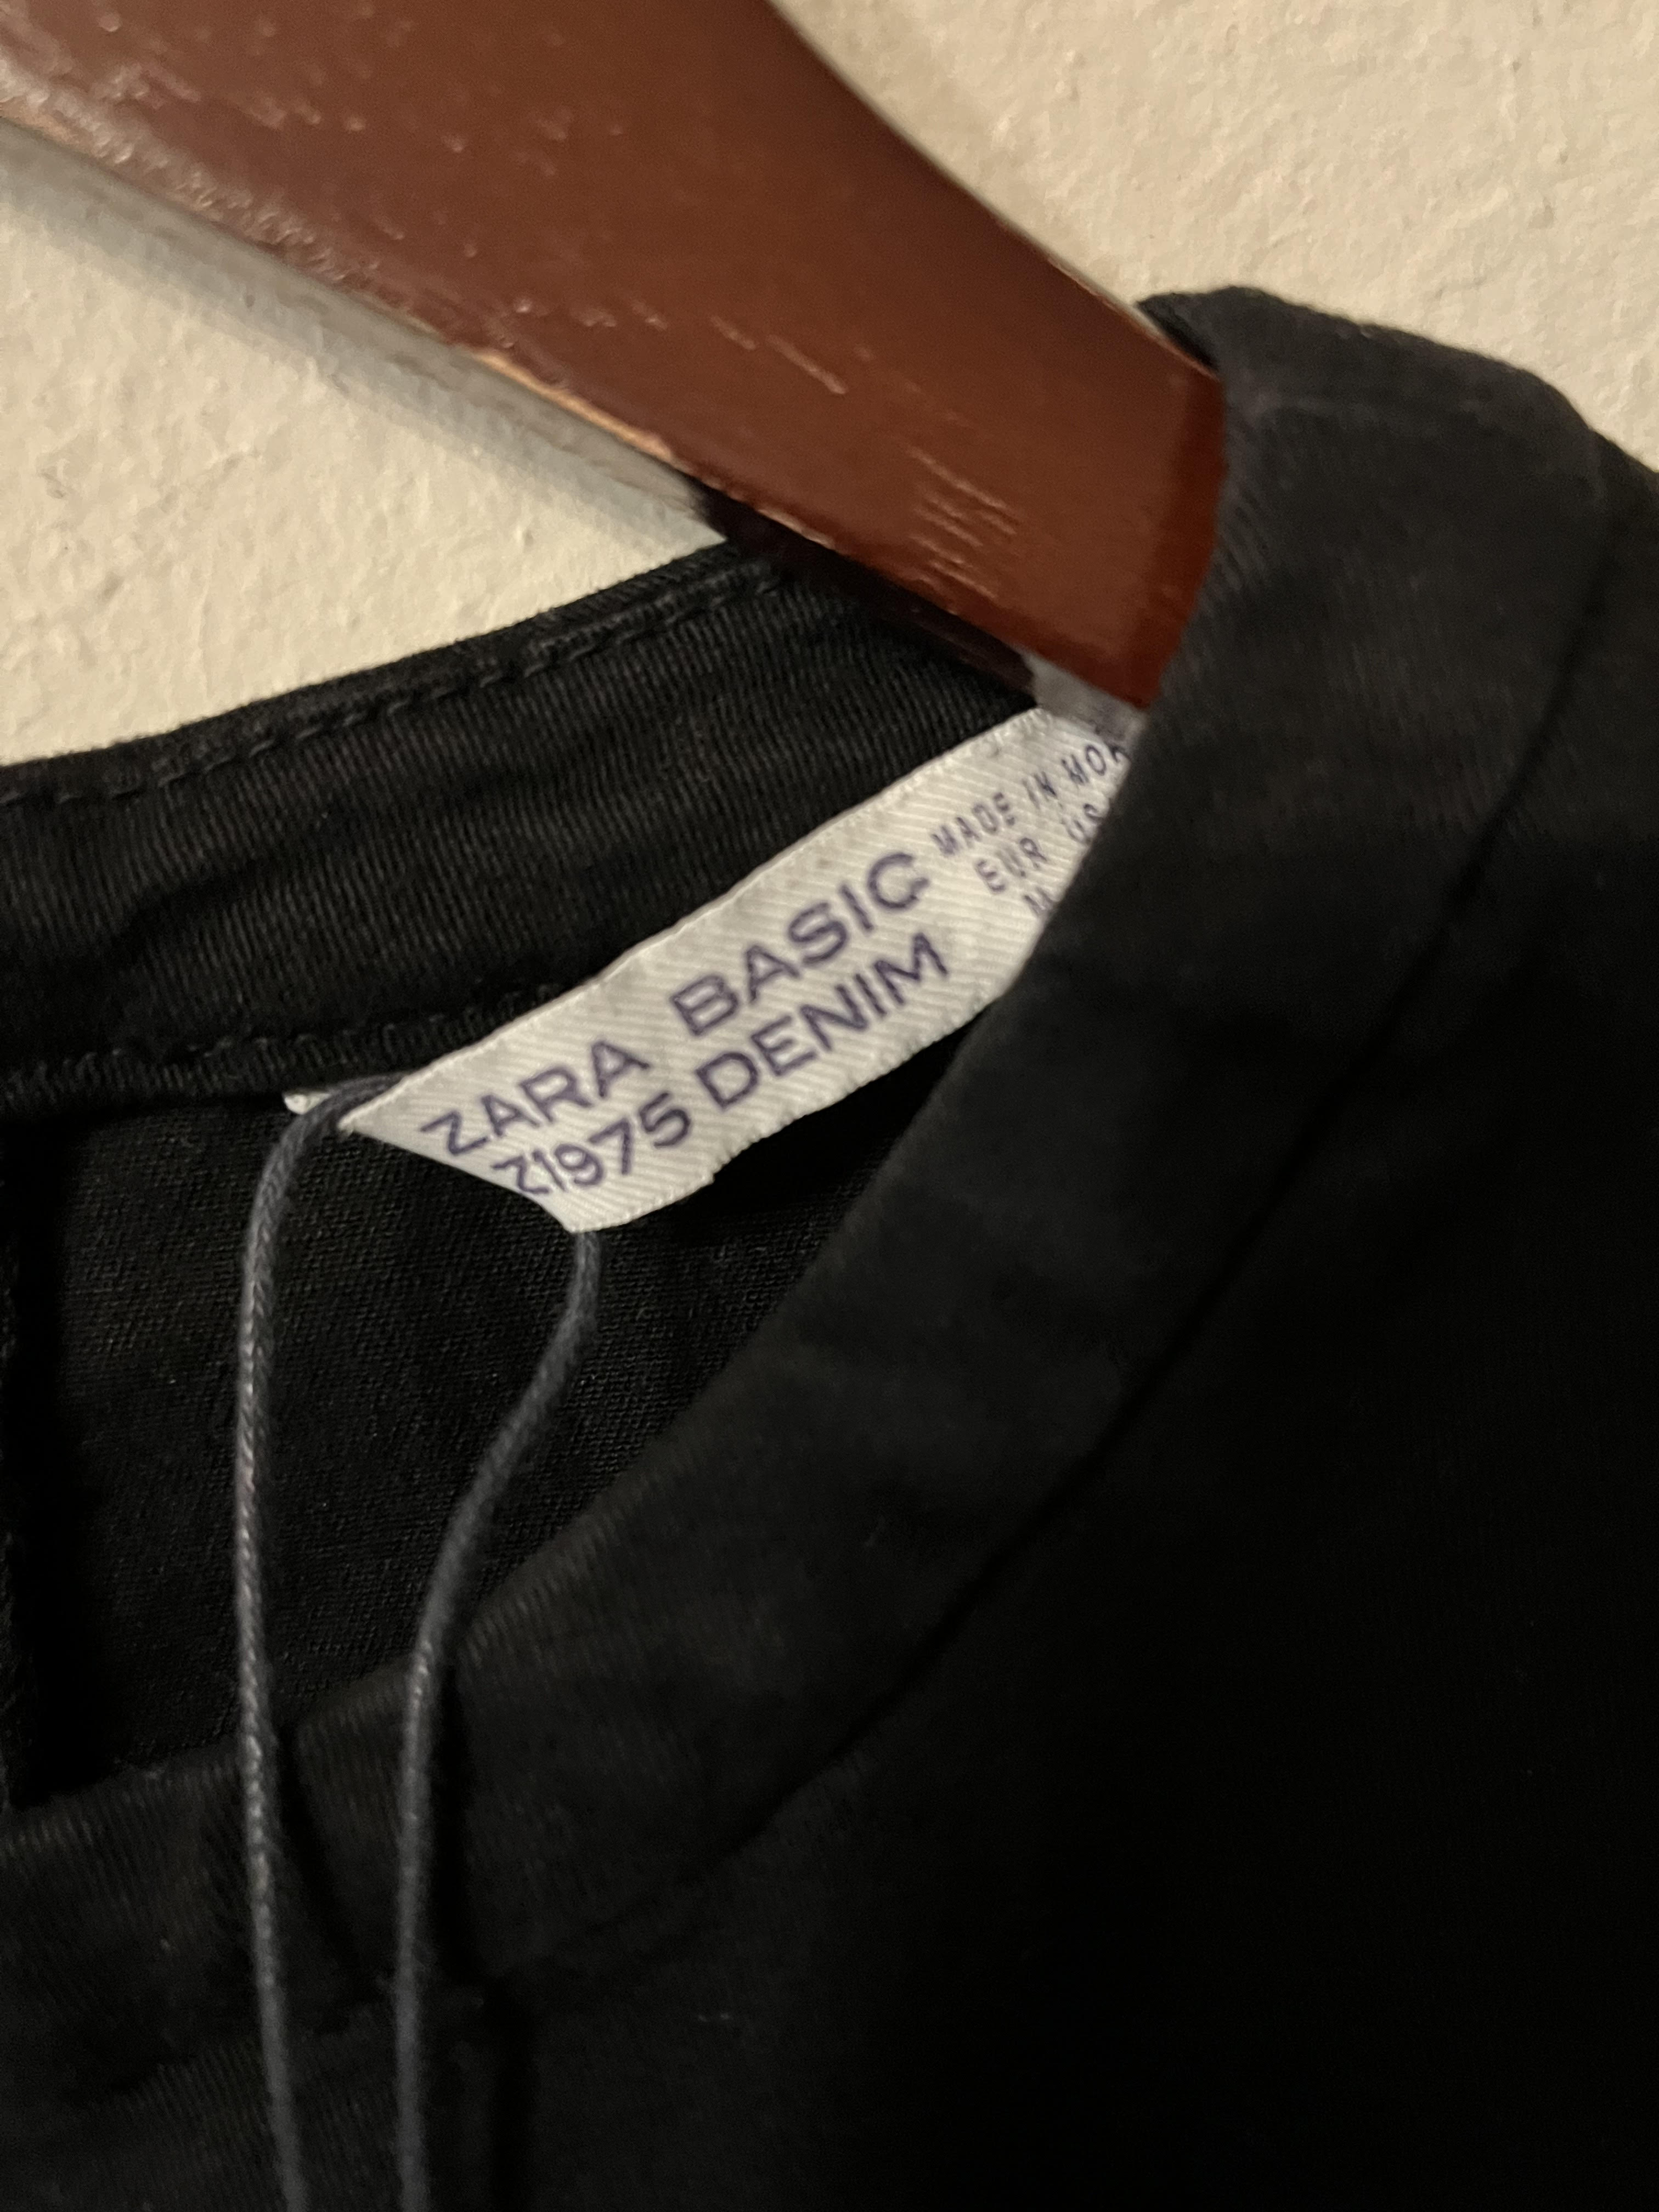 ZARA BASIC
Z1975 DENIM
MADE IN
EUR